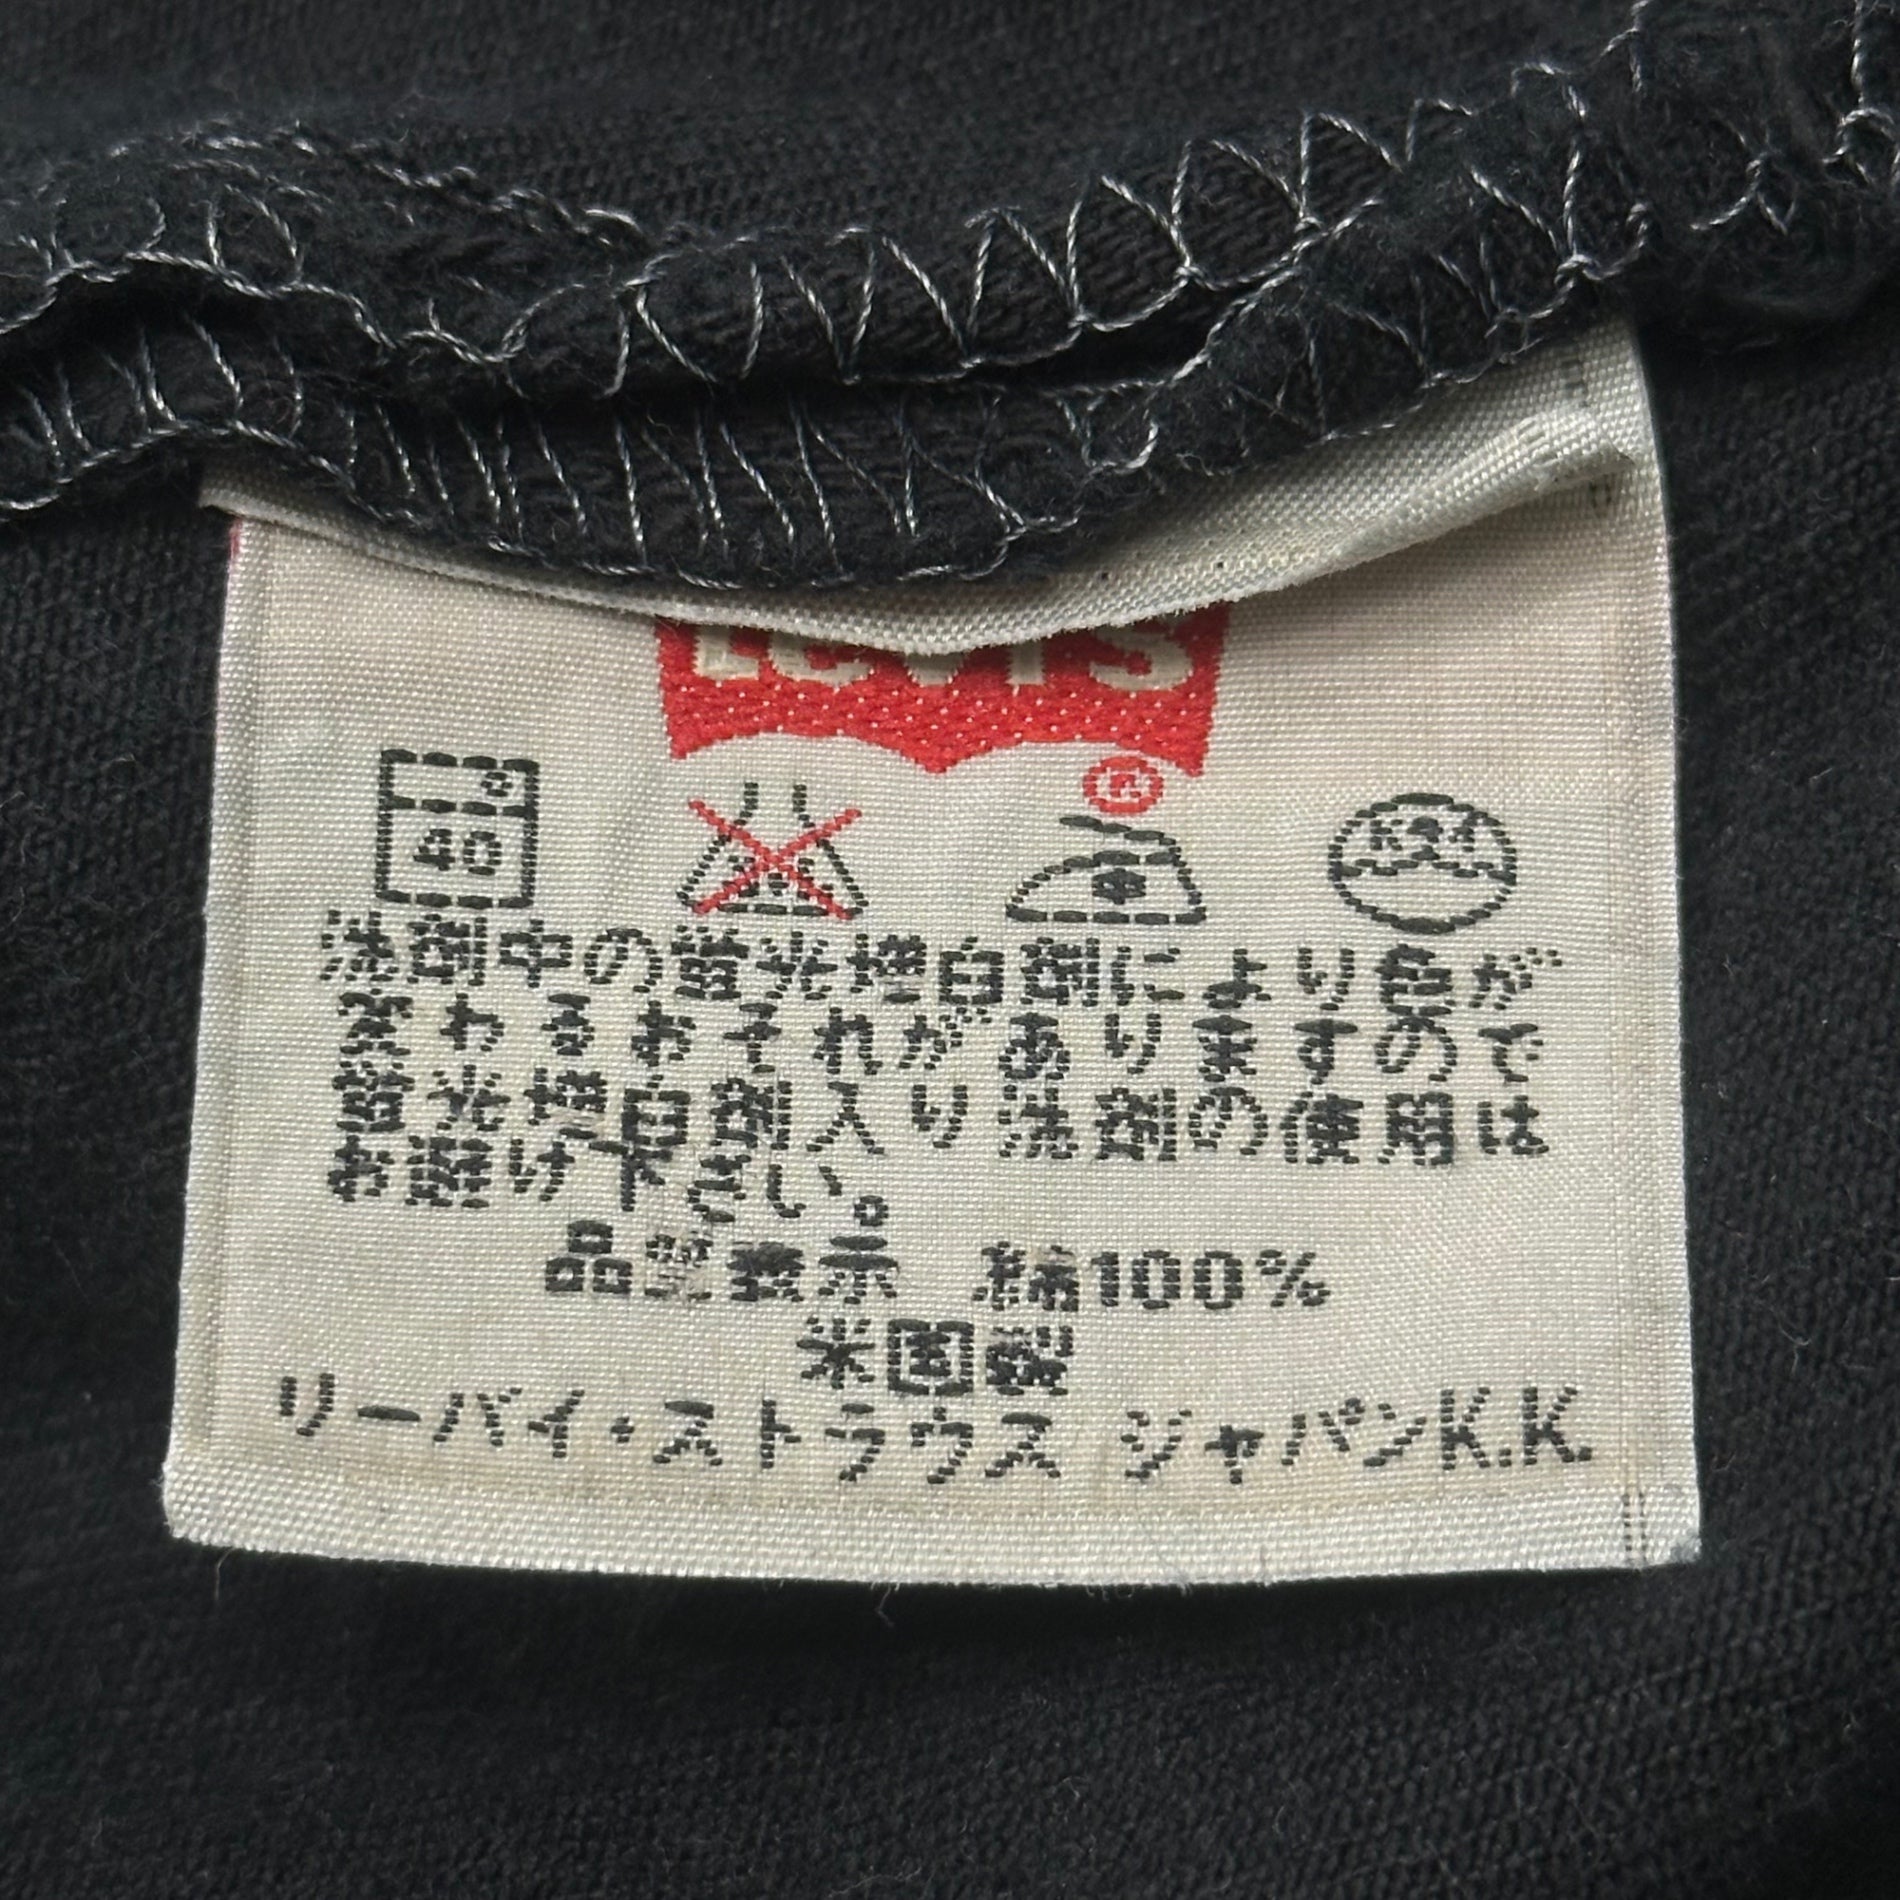 LEVI'S
®
40
洗剤中の蛍光増白剤により色が
変わるおそれがありますので
蛍光増白剤入り洗剤の使用は
お避け下さい。
品質表示 綿100%
米国製
リーバイ・ストラウス ジャパンK.K.